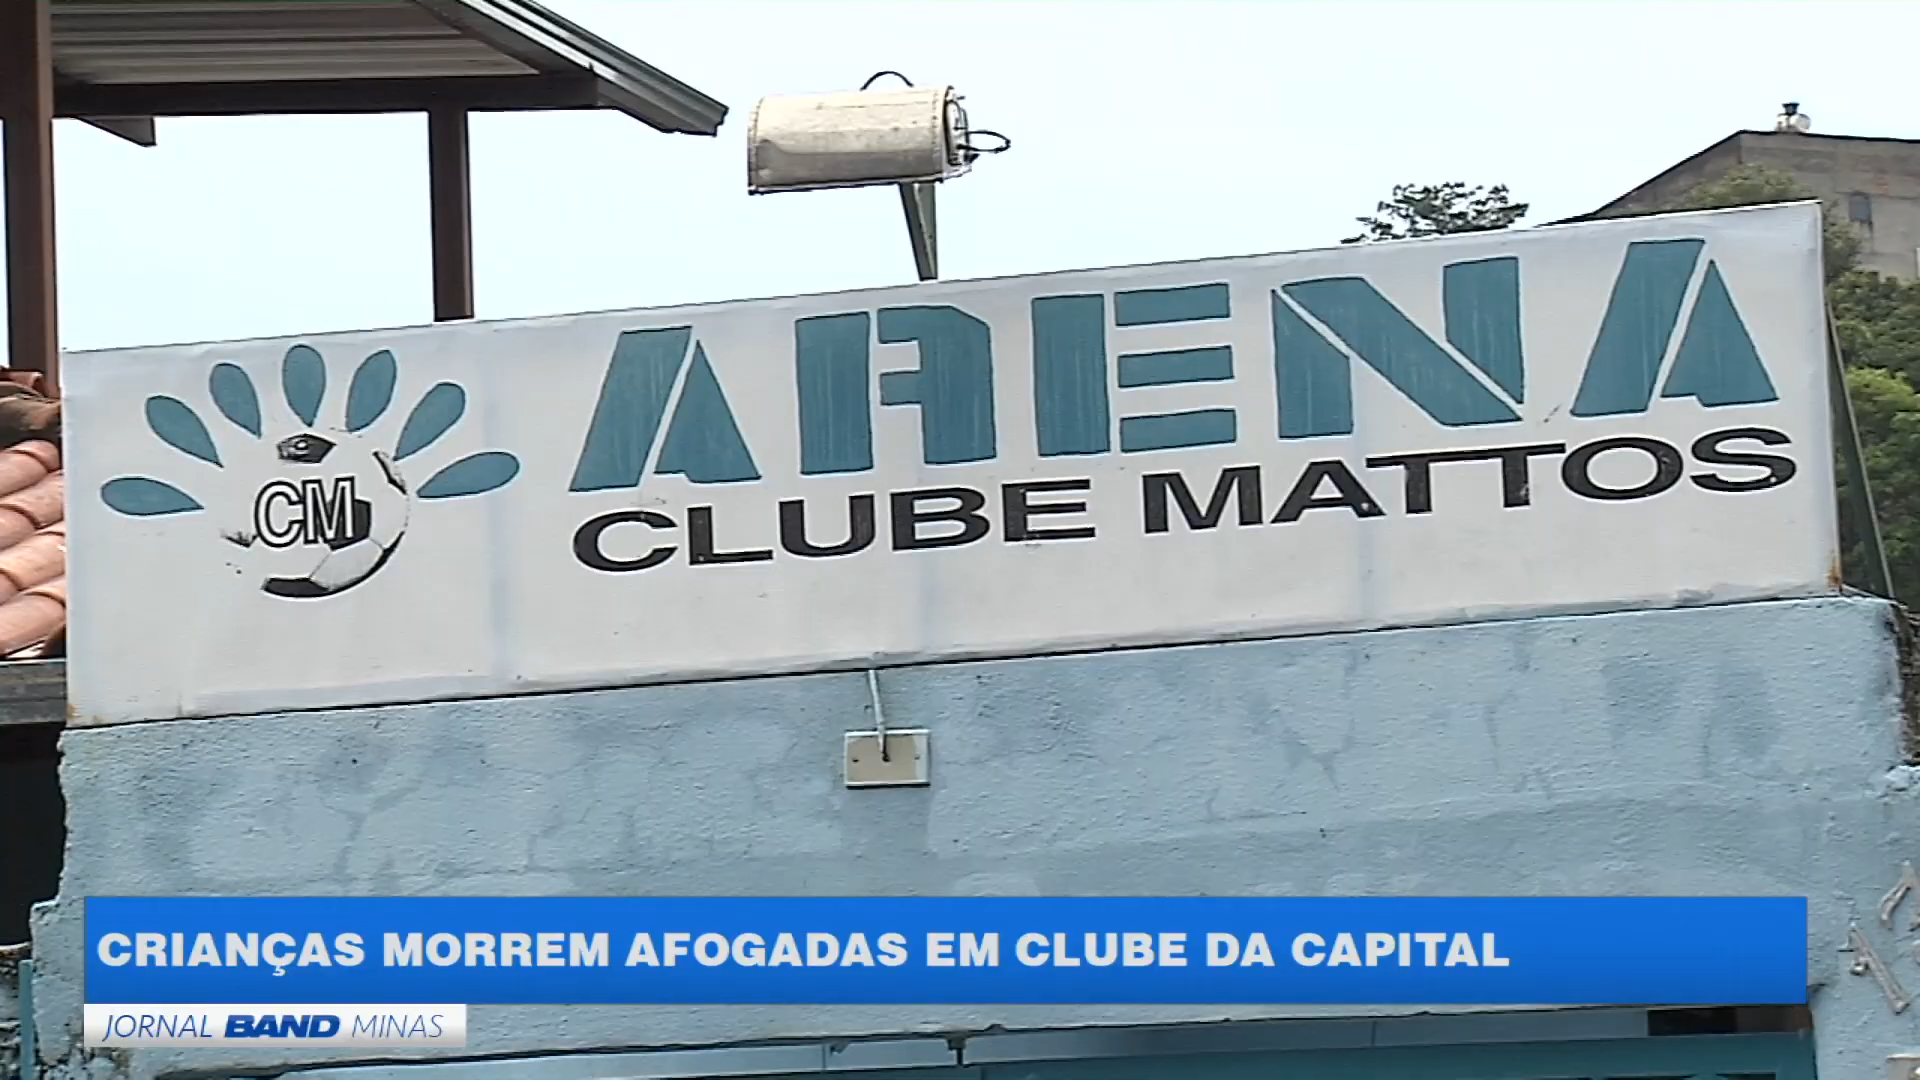 ARENA
CM
CLUBE MATTOS
CRIANÇAS MORREM AFOGADAS EM CLUBE DA CAPITAL
JORNAL BAND MINAS